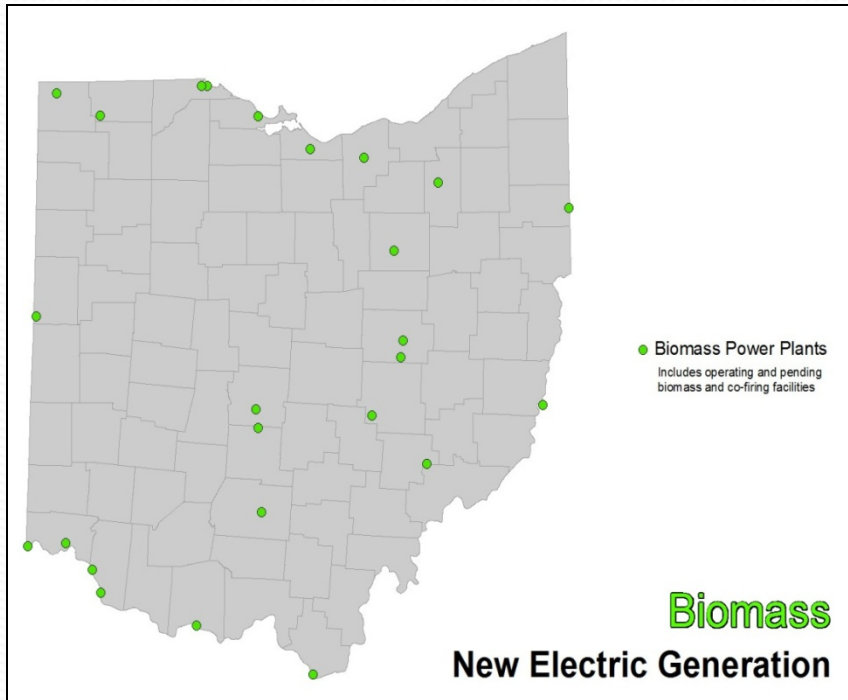 Biomass Power Plants
Includes operating and pending
biomass and co-firing facilities
Biomass
New Electric Generation